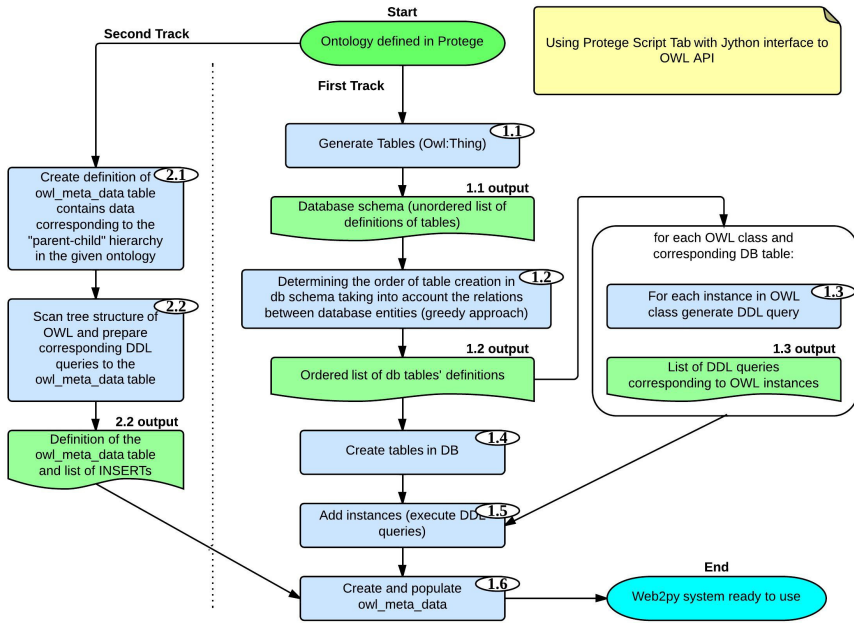 Start
Ontology defined in Protege
Using Protege Script Tab with Jython interface to
OWL API
Second Track
First Track
1.1
Generate Tables (Owl:Thing)
1.1 output
Database schema (unordered list of
definitions of tables)
1.2
Determining the order of table creation in
db schema taking into account the relations
between database entities (greedy approach)
1.2 output
Ordered list of db tables' definitions
for each OWL class and
corresponding DB table:
1.3
For each instance in OWL
class generate DDL query
1.3 output
List of DDL queries
corresponding to OWL instances
1.4
Create tables in DB
1.5
Add instances (execute DDL
queries)
1.6
Create and populate
owl_meta_data
2.1
Create definition of
owl_meta_data table
contains data
corresponding to the
"parent-child" hierarchy
in the given ontology
2.2
Scan tree structure of
OWL and prepare
corresponding DDL
queries to the
owl_meta_data table
2.2 output
Definition of the
owl_meta_data table
and list of INSERTs
End
Web2py system ready to use